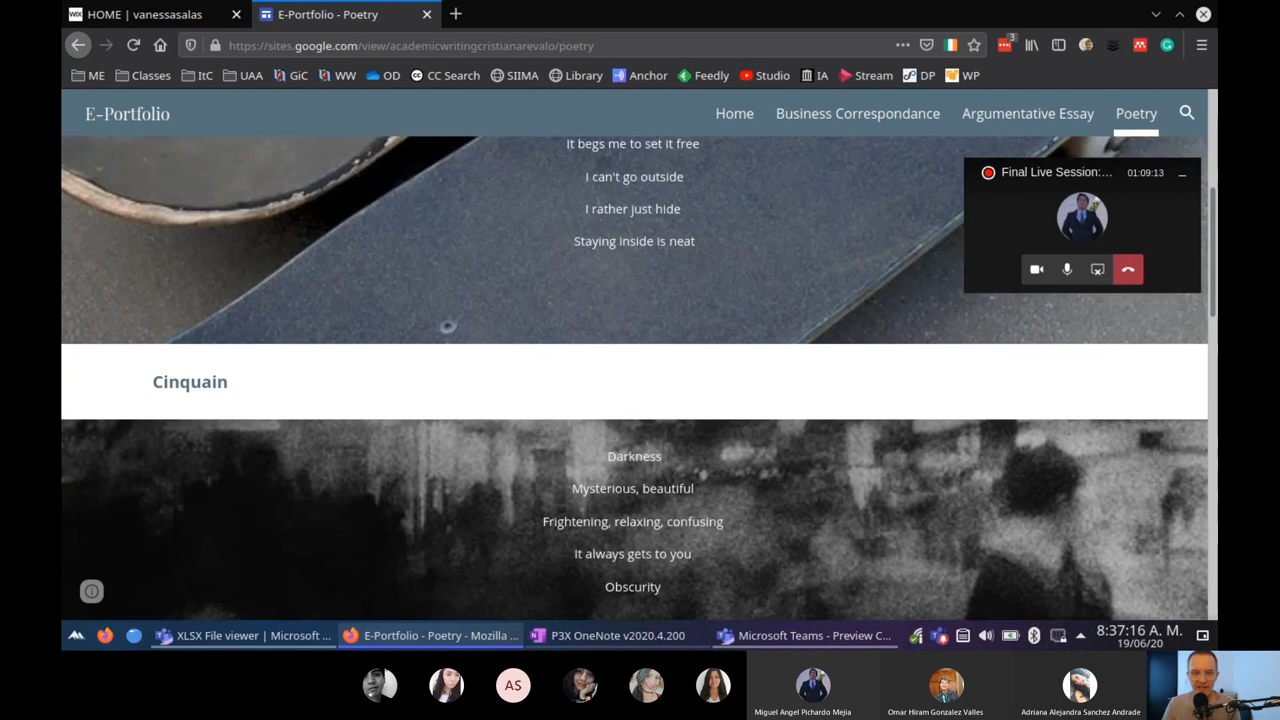 HOME | vanessasalas
E-Portfolio - Poetry
https://sites.google.com/view/academicwritingcristianarevalo/poetry
3
ME
Classes
ItC
UAA
GiC
WW
OD
CC Search
SIIMA
Library
Anchor
Feedly
Studio
IA
Stream
DP
WP
E-Portfolio
Home
Business Correspondance
Argumentative Essay
Poetry
It begs me to set it free
I can't go outside
I rather just hide
Staying inside is neat
Final Live Session:...
01:09:13
Cinquain
Darkness
Mysterious, beautiful
Frightening, relaxing, confusing
It always gets to you
Obscurity
XLSX File viewer | Microsoft ...
E-Portfolio - Poetry - Mozilla ...
P3X OneNote v2020.4.200
Microsoft Teams - Preview C...
8:37:16 A. M.
19/06/20
AS
Miguel Angel Pichardo Mejia
Omar Hiram Gonzalez Valles
Adriana Alejandra Sanchez Andrade